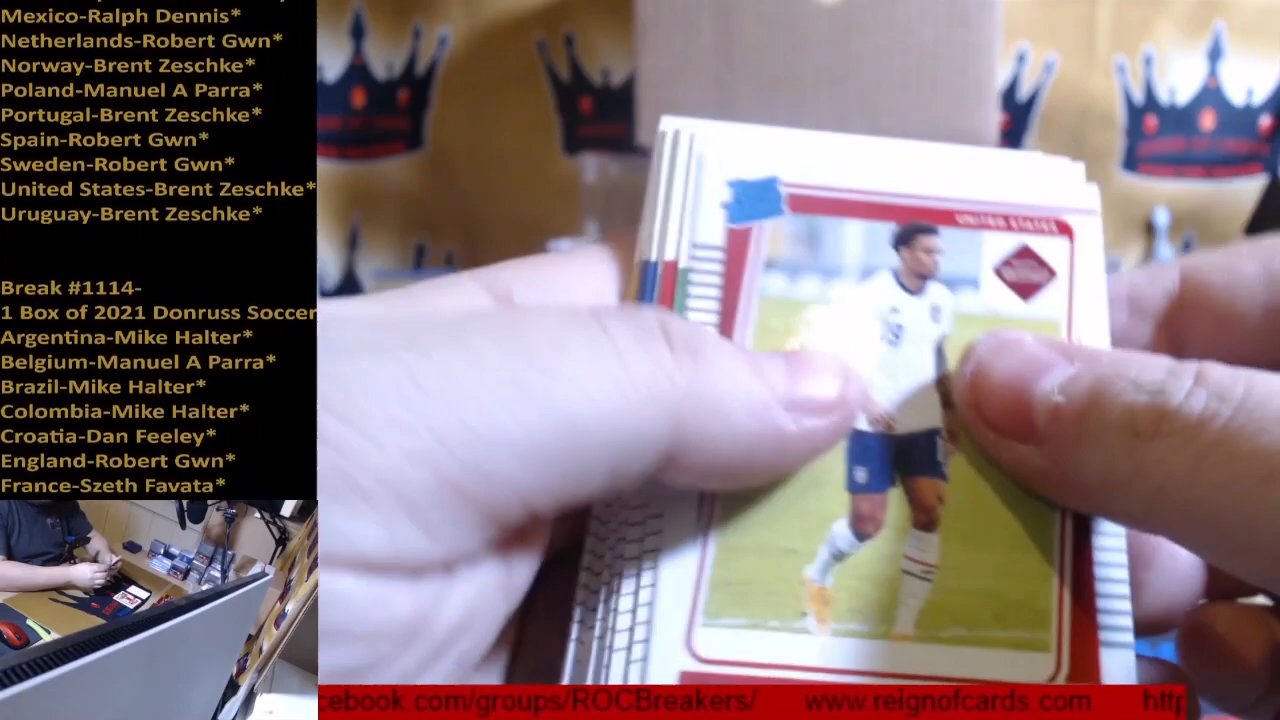 Mexico-Ralph Dennis*
Netherlands-Robert Gwn*
Norway-Brent Zeschke*
Poland-Manuel A Parra*
Portugal-Brent Zeschke*
Spain-Robert Gwn*
Sweden-Robert Gwn*
United States-Brent Zeschke*
Uruguay-Brent Zeschke*
Break #1114-
1 Box of 2021 Donruss Soccer
Argentina-Mike Halter*
Belgium-Manuel A Parra*
Brazil-Mike Halter*
Colombia-Mike Halter*
Croatia-Dan Feeley*
England-Robert Gwn*
France-Szeth Favata*
UNITED STATES
19
cebook.com/groups/ROCBreakers/ www.reignofcards.com http